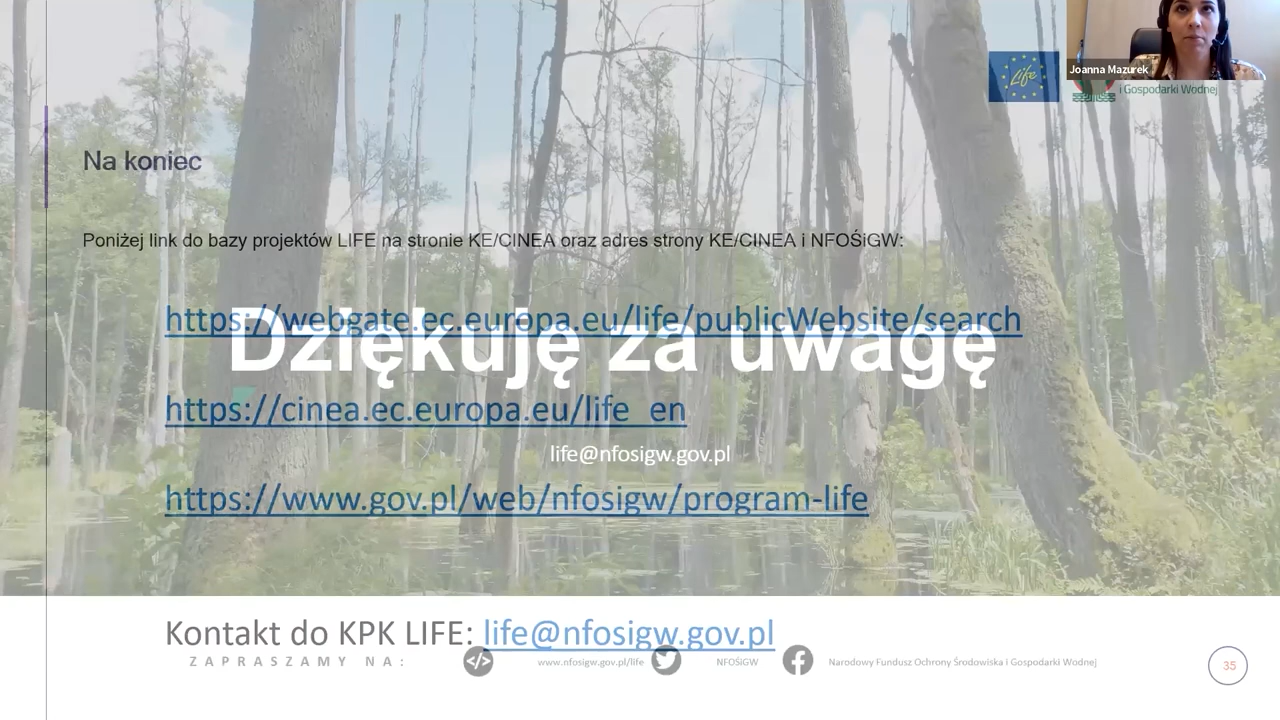 Joanna Mazurek
Life
i Gospodarki Wodnej
Na koniec
Poniżej link do bazy projektów LIFE na stronie KE/CINEA oraz adres strony KE/CINEA i NFOŚiGW:
https://webgate.ec.europa.eu/life/publicWebsite/search
Dziękuję za uwagę
https://cinea.ec.europa.eu/life_en
life@nfosigw.gov.pl
https://www.gov.pl/web/nfosigw/program-life
Kontakt do KPK LIFE: life@nfosigw.gov.pl
ZAPRASZAMY NA: </> www.nfosigw.gov.pl/life NFOŚiGW Narodowy Fundusz Ochrony Środowiska i Gospodarki Wodnej
35